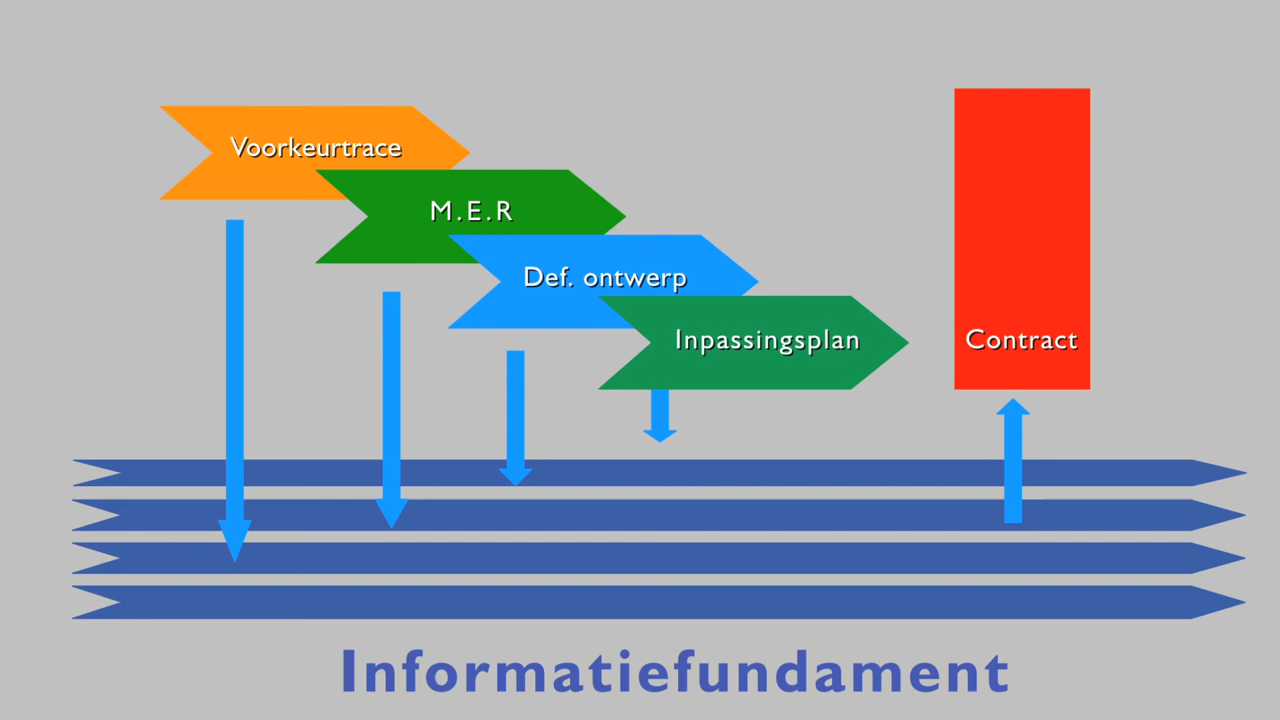 Voorkeurtrace
M.E.R
Def. ontwerp
Inpassingsplan
Contract
Informatiefundament